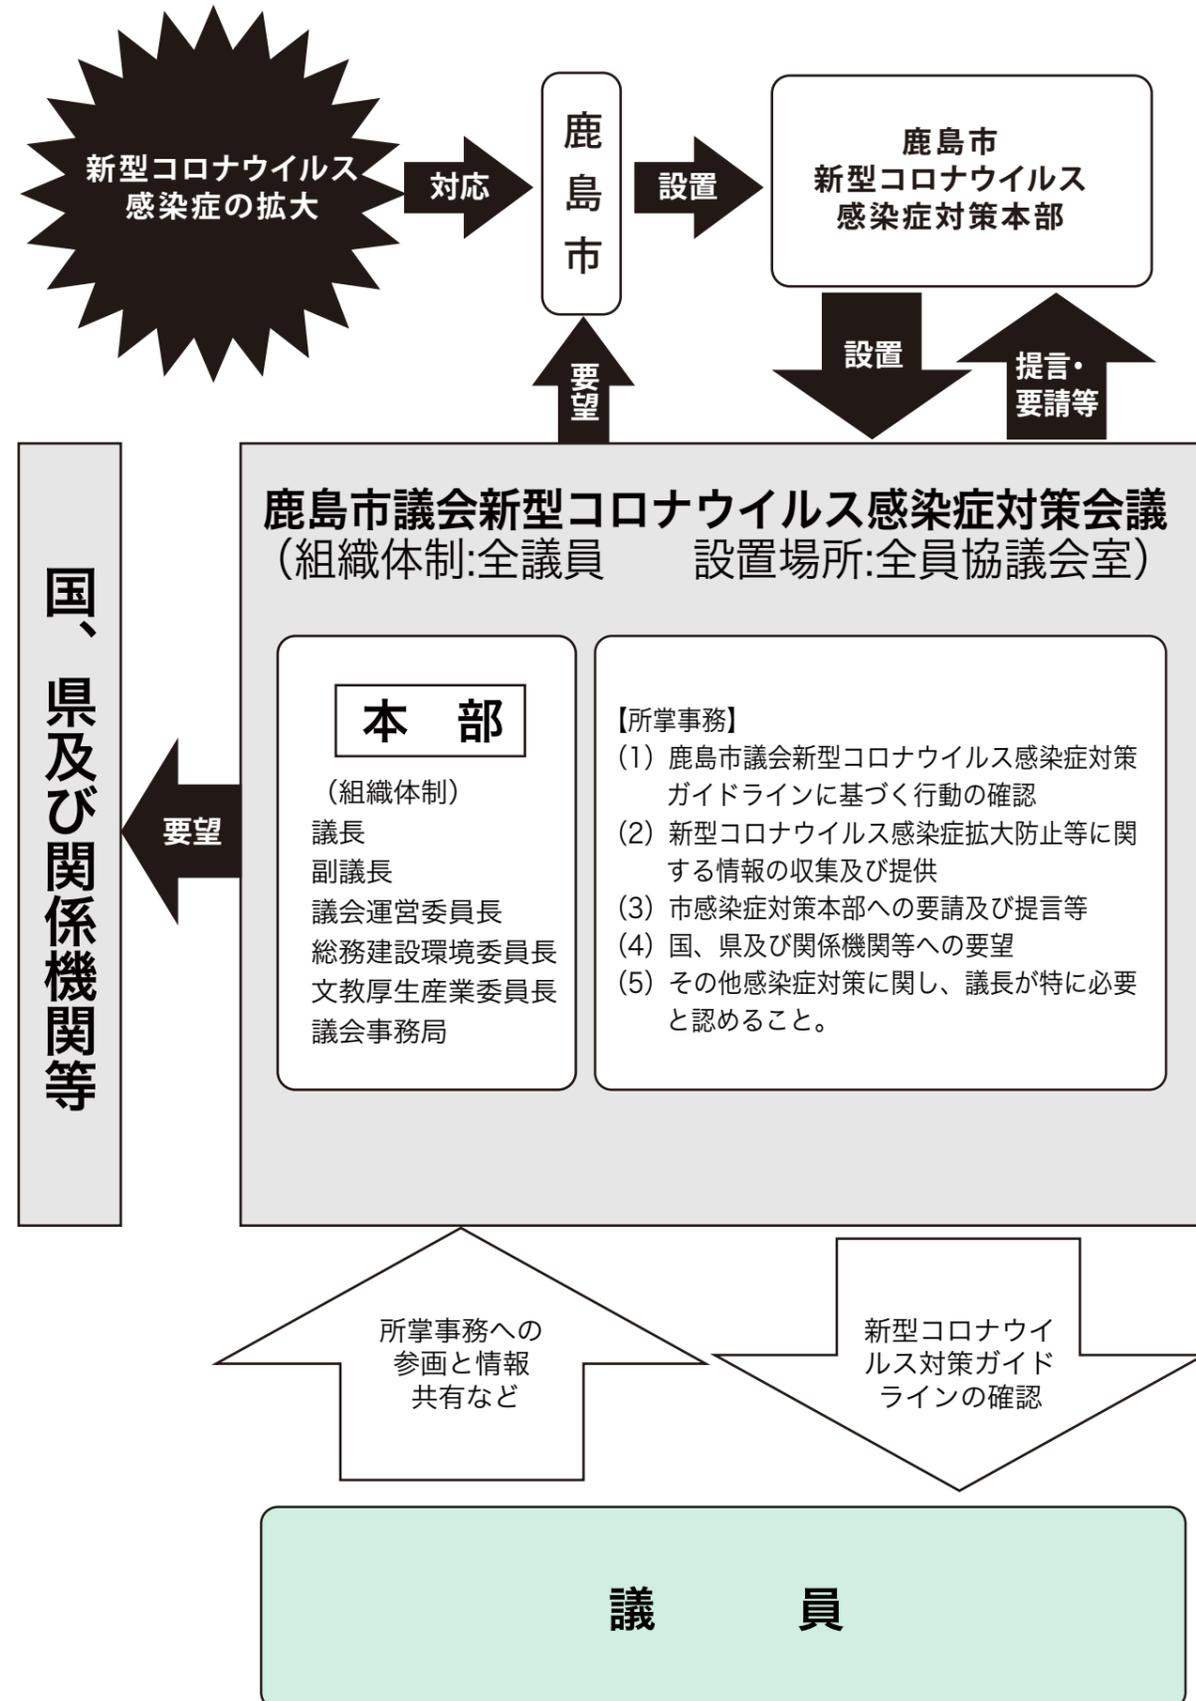 新型コロナウイルス
感染症の拡大
対応
鹿島市
設置
鹿島市
新型コロナウイルス
感染症対策本部
要望
設置
提言・
要請等
鹿島市議会新型コロナウイルス感染症対策会議
（組織体制:全議員　　設置場所:全員協議会室）
国、県及び関係機関等
要望
本　部
（組織体制）
議長
副議長
議会運営委員長
総務建設環境委員長
文教厚生産業委員長
議会事務局
【所掌事務】
（1）鹿島市議会新型コロナウイルス感染症対策
ガイドラインに基づく行動の確認
（2）新型コロナウイルス感染症拡大防止等に関
する情報の収集及び提供
（3）市感染症対策本部への要請及び提言等
（4）国、県及び関係機関等への要望
（5）その他感染症対策に関し、議長が特に必要
と認めること。
所掌事務への
参画と情報
共有など
新型コロナウイ
ルス対策ガイド
ラインの確認
議　員